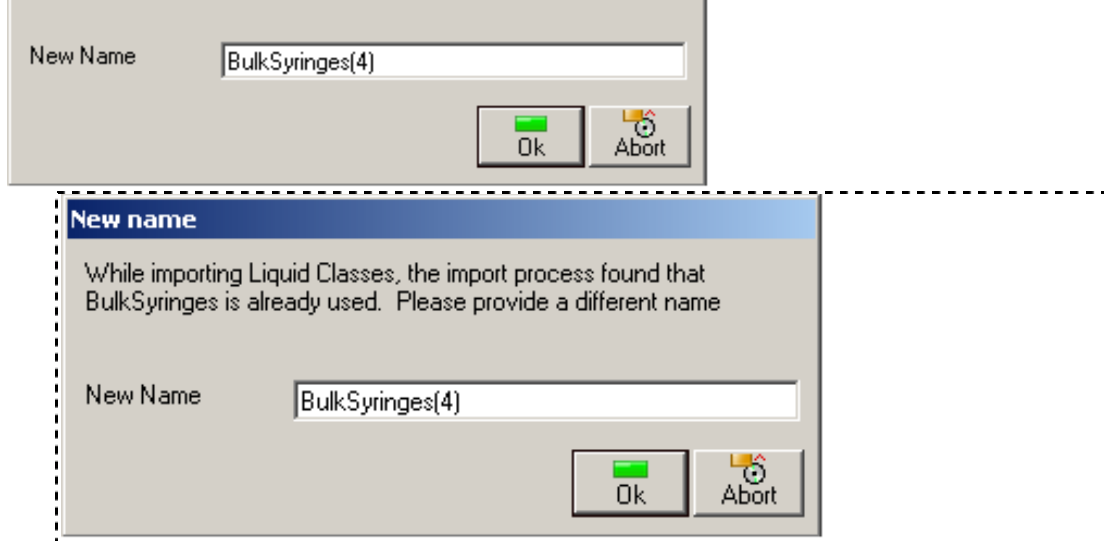 New Name BulkSyringes(4)
Ok Abort
New name
While importing Liquid Classes, the import process found that
BulkSyringes is already used.  Please provide a different name
New Name BulkSyringes(4)
Ok Abort